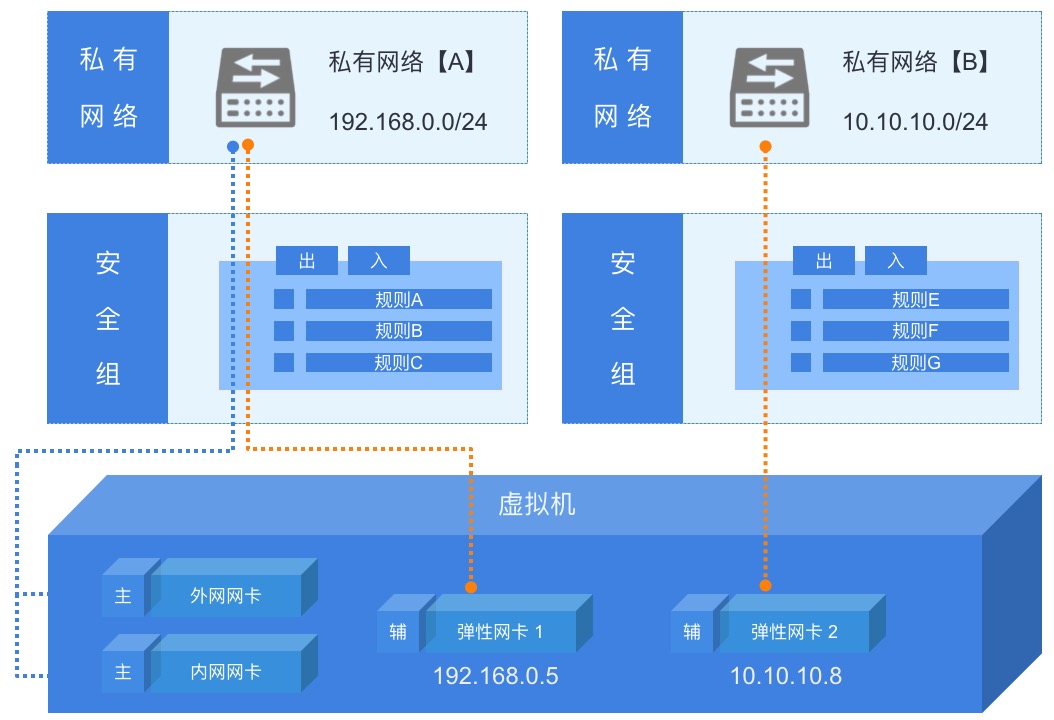 私 有
网 络
私有网络【A】
192.168.0.0/24
私 有
网 络
私有网络【B】
10.10.10.0/24
安
全
组
出 入
规则A
规则B
规则C
安
全
组
出 入
规则E
规则F
规则G
虚拟机
主 外网网卡
主 内网网卡
辅 弹性网卡 1
192.168.0.5
辅 弹性网卡 2
10.10.10.8